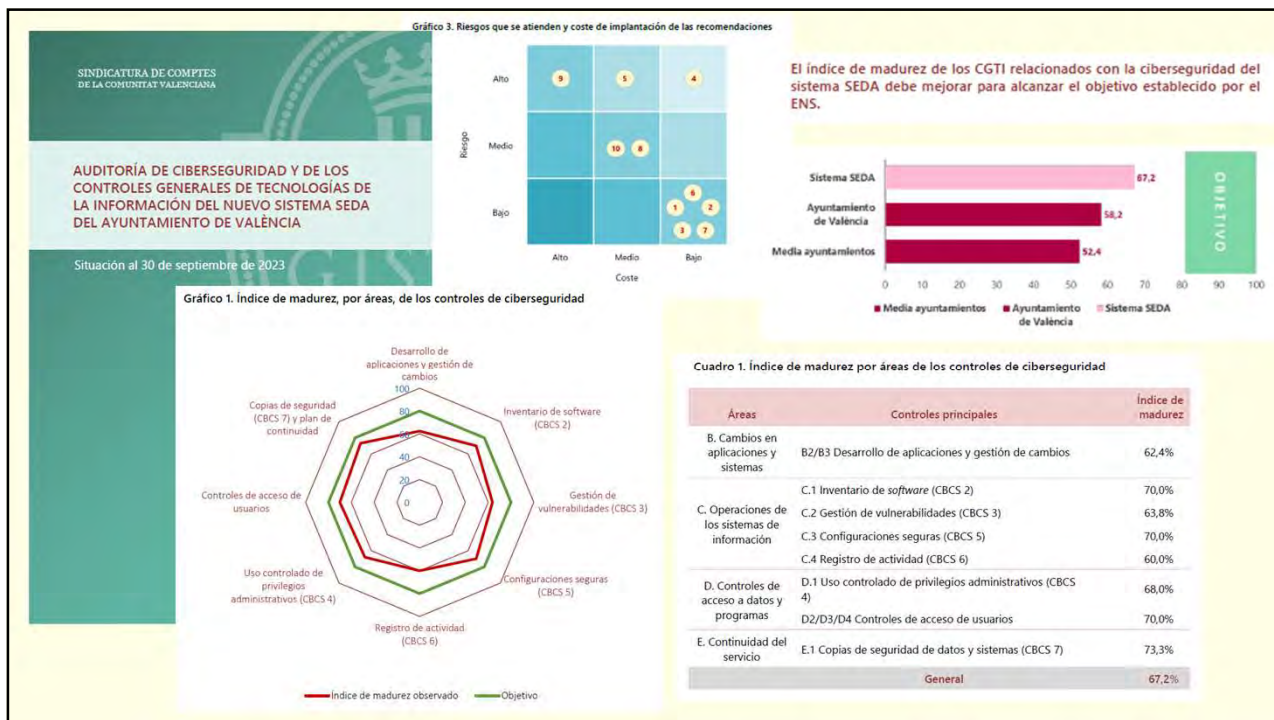 SINDICATURA DE COMPTES
DE LA COMUNITAT VALENCIANA
AUDITORÍA DE CIBERSEGURIDAD Y DE LOS
CONTROLES GENERALES DE TECNOLOGÍAS DE
LA INFORMACIÓN DEL NUEVO SISTEMA SEDA
DEL AYUNTAMIENTO DE VALÈNCIA
Situación al 30 de septiembre de 2023
Gráfico 3. Riesgos que se atienden y coste de implantación de las recomendaciones
Riesgo
Alto
9
5
4
Medio
10
8
Bajo
6
1
2
3
7
Alto
Medio
Bajo
Coste
El índice de madurez de los CGTI relacionados con la ciberseguridad del
sistema SEDA debe mejorar para alcanzar el objetivo establecido por el
ENS.
Sistema SEDA
67,2
Ayuntamiento
de València
58,2
Media ayuntamientos
52,4
OBJETIVO
0 10 20 30 40 50 60 70 80 90 100
Media ayuntamientos
Ayuntamiento
de València
Sistema SEDA
Gráfico 1. Índice de madurez, por áreas, de los controles de ciberseguridad
Desarrollo de
aplicaciones y gestión de
cambios
100
80
60
40
20
0
Inventario de software
(CBCS 2)
Gestión de
vulnerabilidades (CBCS 3)
Configuraciones seguras
(CBCS 5)
Registro de actividad
(CBCS 6)
Uso controlado de
privilegios
administrativos (CBCS 4)
Controles de acceso de
usuarios
Copias de seguridad
(CBCS 7) y plan de
continuidad
Índice de madurez observado
Objetivo
Cuadro 1. Índice de madurez por áreas de los controles de ciberseguridad
Áreas
Controles principales
Índice de
madurez
B. Cambios en
aplicaciones y
sistemas
B2/B3 Desarrollo de aplicaciones y gestión de cambios
62,4%
C. Operaciones de
los sistemas de
información
C.1 Inventario de software (CBCS 2)
70,0%
C.2 Gestión de vulnerabilidades (CBCS 3)
63,8%
C.3 Configuraciones seguras (CBCS 5)
70,0%
C.4 Registro de actividad (CBCS 6)
60,0%
D. Controles de
acceso a datos y
programas
D.1 Uso controlado de privilegios administrativos (CBCS
4)
68,0%
D2/D3/D4 Controles de acceso de usuarios
70,0%
E. Continuidad del
servicio
E.1 Copias de seguridad de datos y sistemas (CBCS 7)
73,3%
General
67,2%